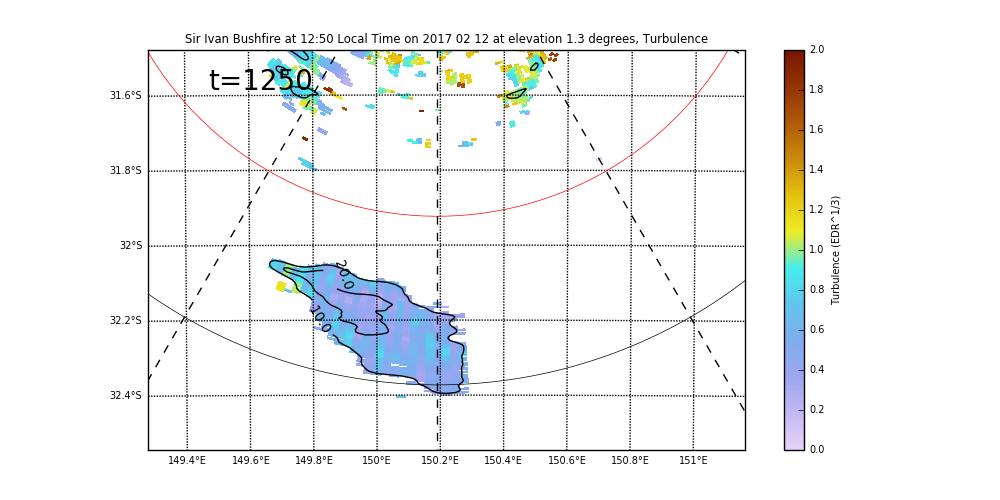 Sir Ivan Bushfire at 12:50 Local Time on 2017 02 12 at elevation 1.3 degrees, Turbulence
t=1250
31.6°S
31.8°S
32°S
32.2°S
32.4°S
149.4°E 149.6°E 149.8°E 150°E 150.2°E 150.4°E 150.6°E 150.8°E 151°E
2.0
1.8
1.6
1.4
1.2
1.0
0.8
0.6
0.4
0.2
0.0
Turbulence (EDR^1/3)